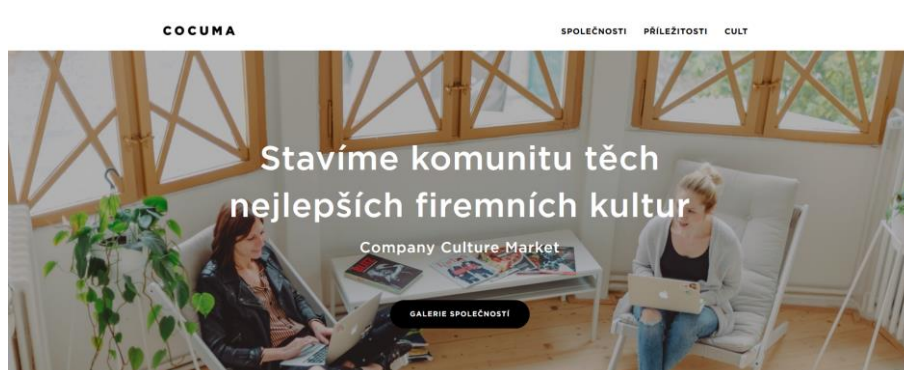 COCUMA
SPOLEČNOSTI PŘÍLEŽITOSTI CULT
Stavíme komunitu těch
nejlepších firemních kultur
Company Culture Market
GALERIE SPOLEČNOSTÍ